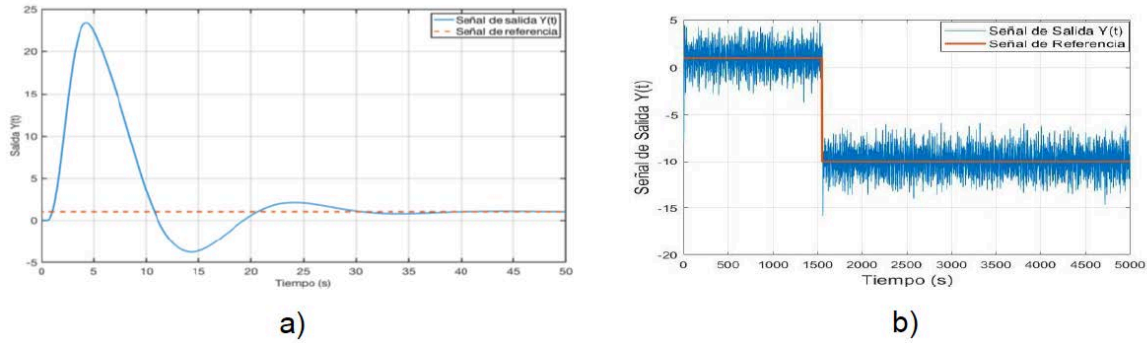 25
20
15
10
5
0
-5
Salida Y(t)
Señal de salida Y(t)
Señal de referencia
0 5 10 15 20 25 30 35 40 45 50
Tiempo (s)
a)
5
0
-5
-10
-15
-20
Señal de Salida Y(t)
Señal de Salida Y(t)
Señal de Referencia
0 500 1000 1500 2000 2500 3000 3500 4000 4500 5000
Tiempo (s)
b)